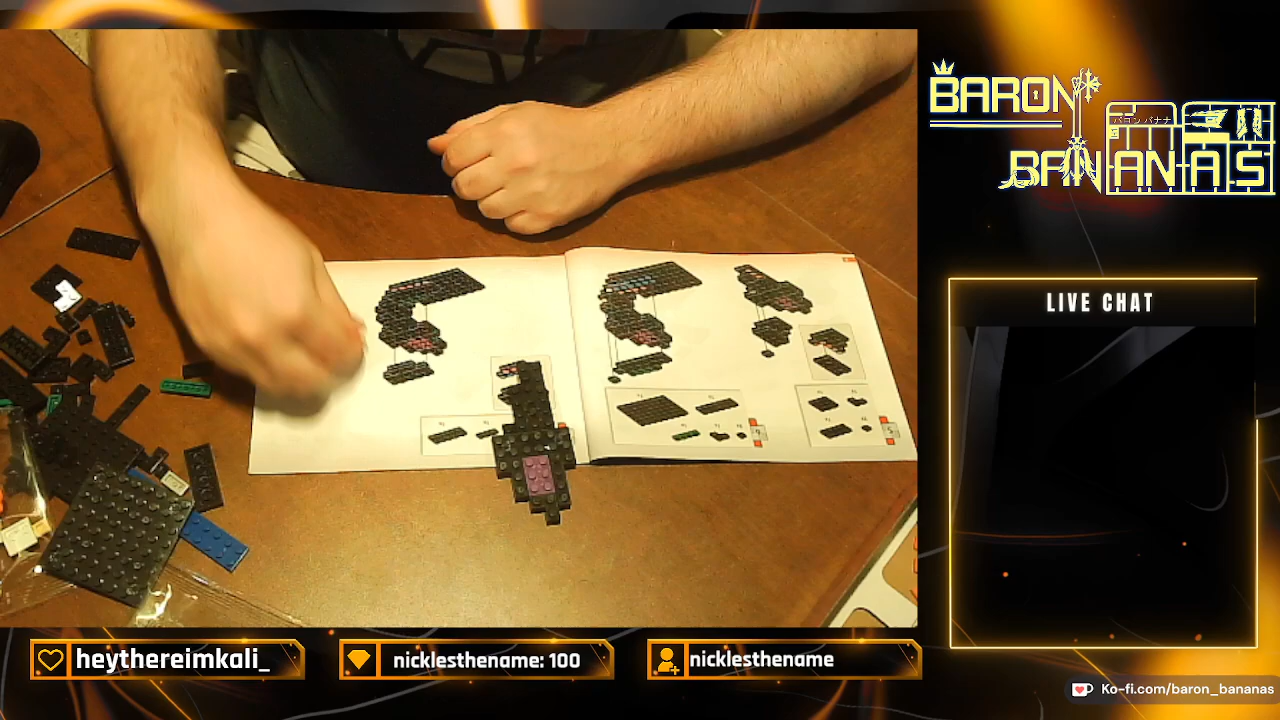 BARON
バロンバナナ
BANANAS
LIVE CHAT
heythereimkali_
nicklesthename: 100
nicklesthename
Ko-fi.com/baron_bananas